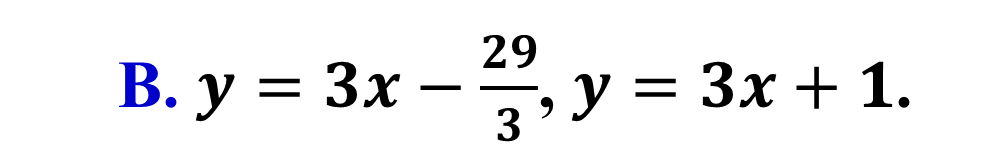 B. y = 3x − 29/3, y = 3x + 1.